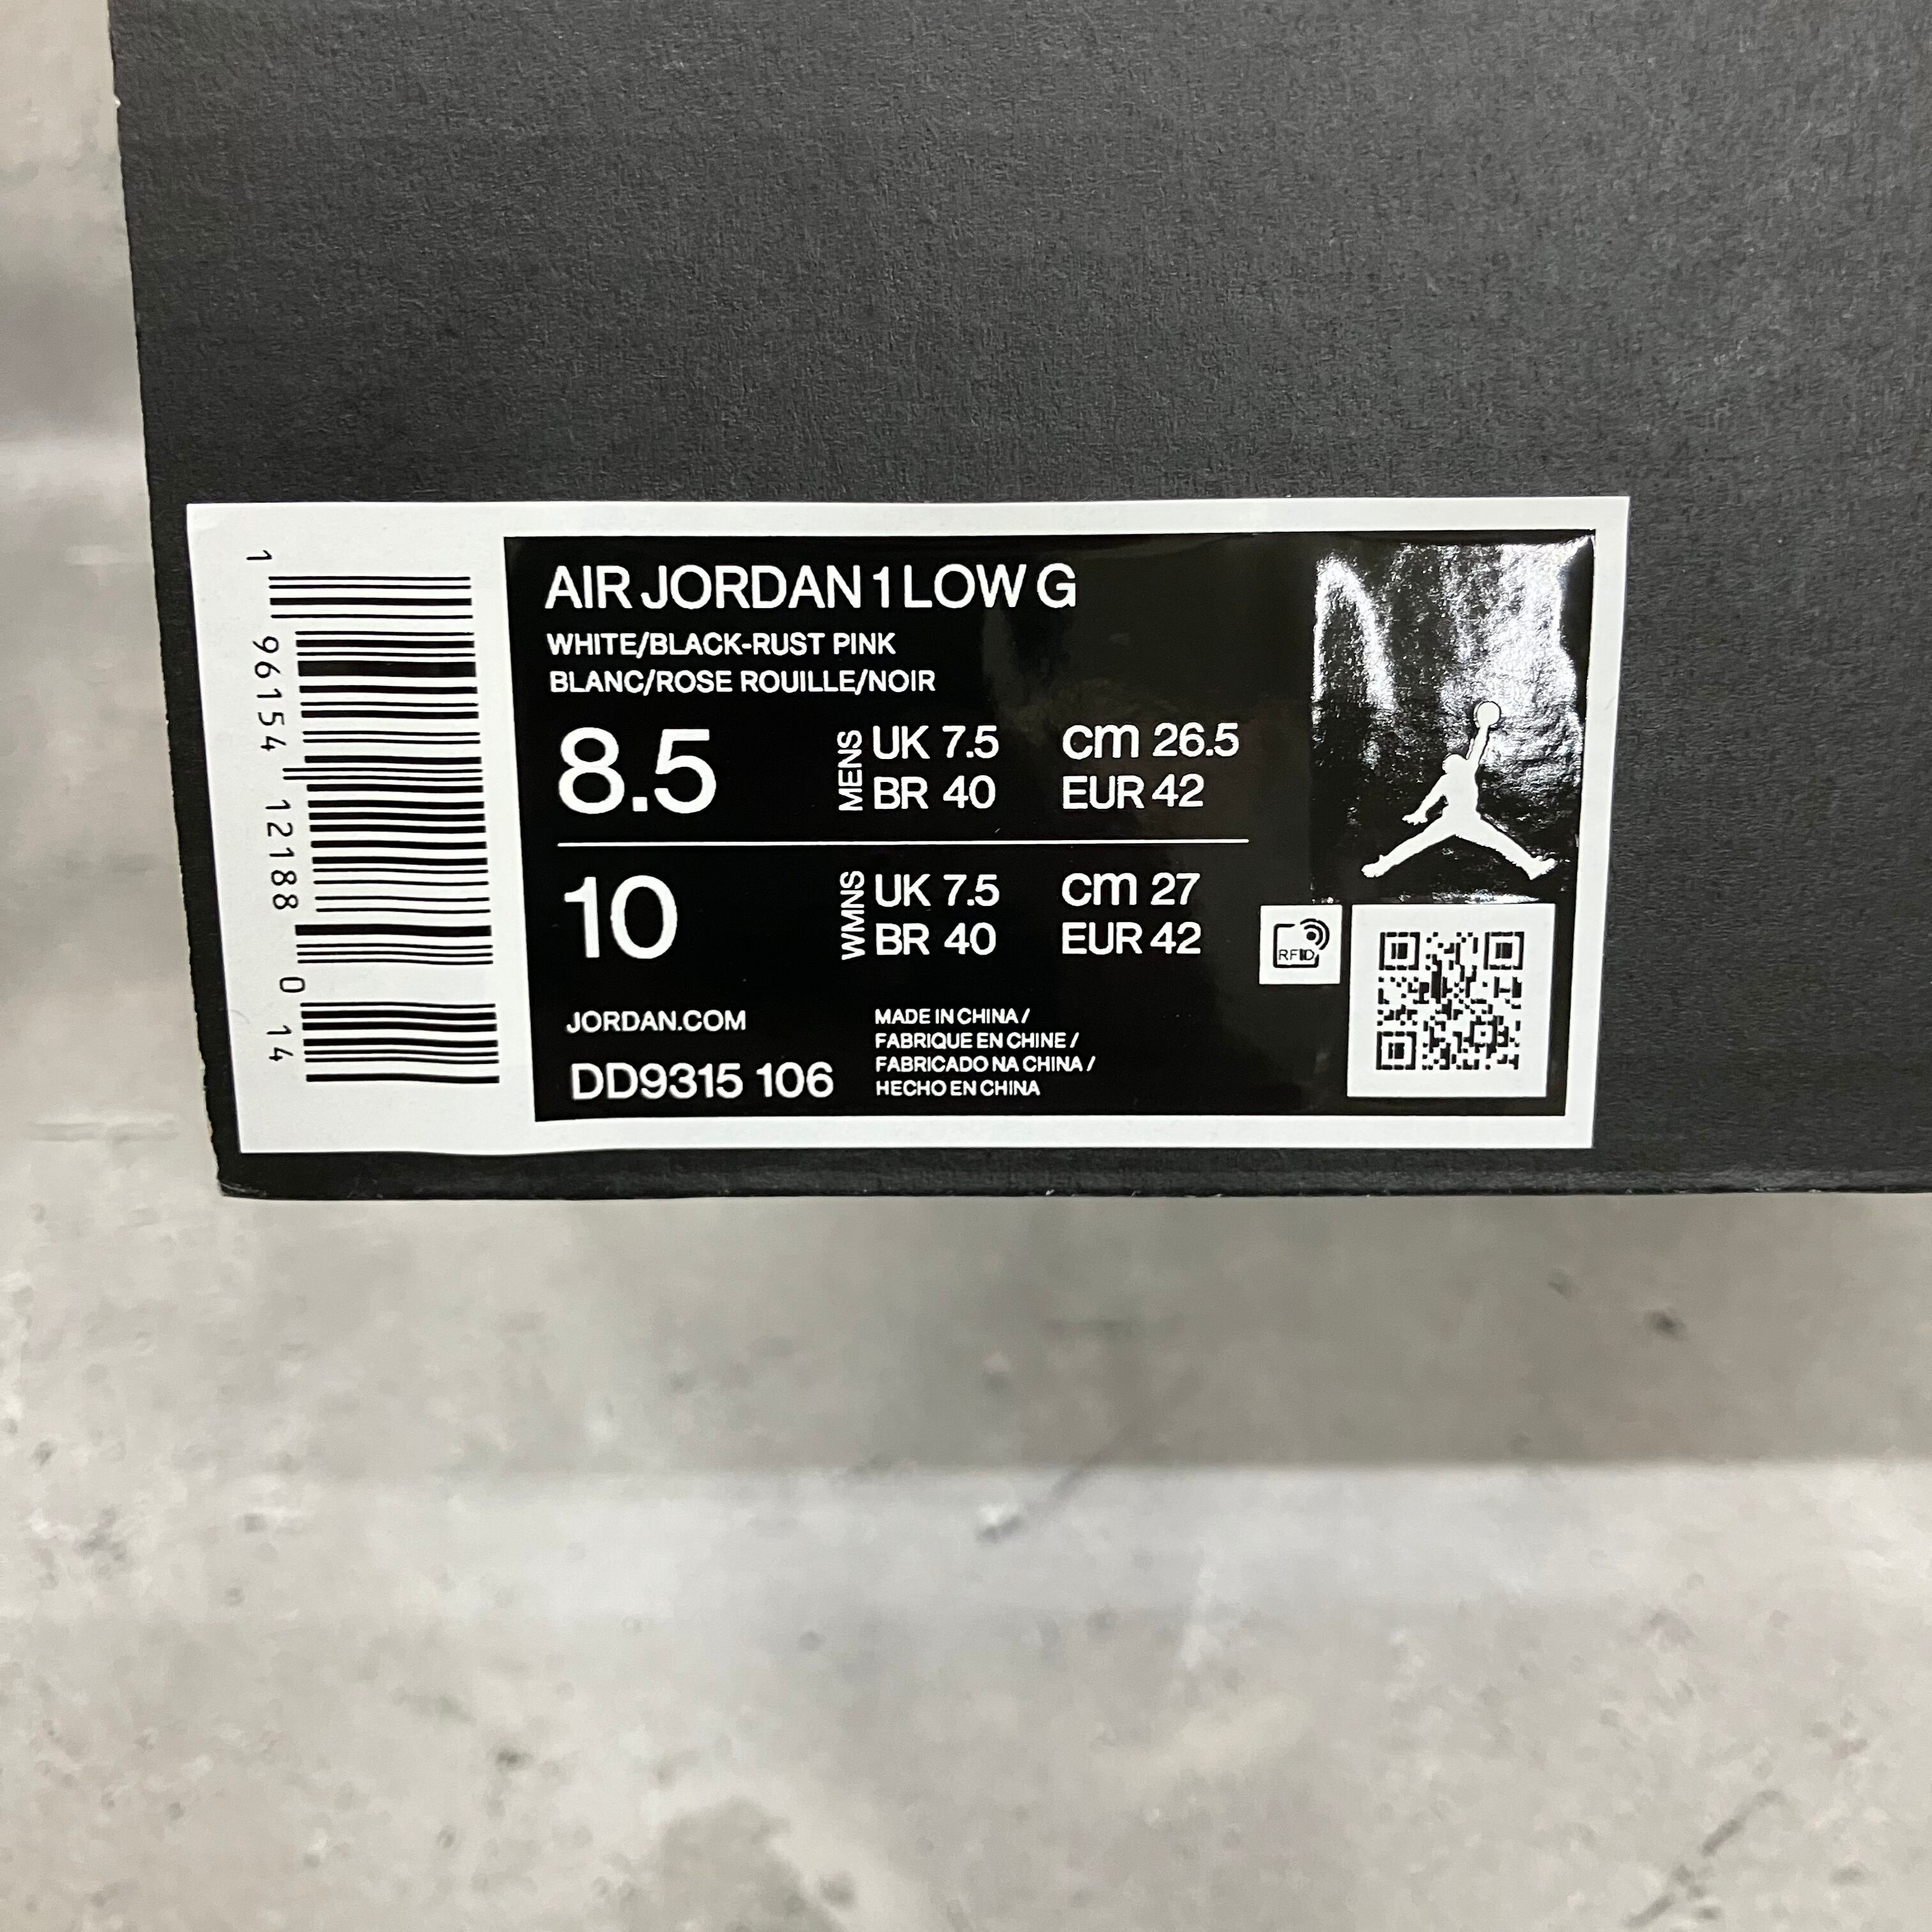 AIR JORDAN 1 LOW G
WHITE/BLACK-RUST PINK
BLANC/ROSE ROUILLE/NOIR
8.5 MENS UK 7.5 cm 26.5
BR 40 EUR 42
10 WMNS UK 7.5 cm 27
BR 40 EUR 42
RFID
JORDAN.COM
DD9315 106
MADE IN CHINA /
FABRIQUE EN CHINE /
FABRICADO NA CHINA /
HECHO EN CHINA
1 96154 12188 0 14